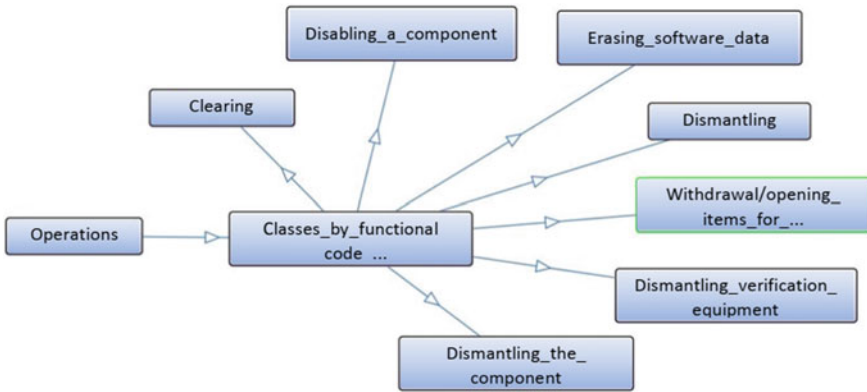 Disabling_a_component
Erasing_software_data
Clearing
Dismantling
Withdrawal/opening_
items_for_...
Operations
Classes_by_functional
code ...
Dismantling_verification_
equipment
Dismantling_the_
component